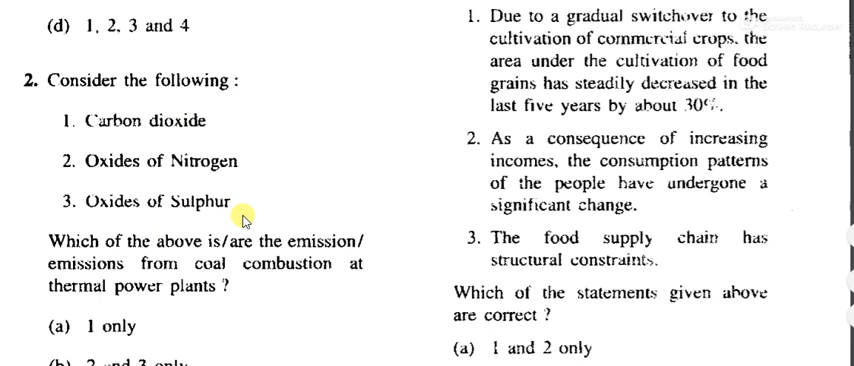 (d) 1, 2, 3 and 4
2. Consider the following :
1. Carbon dioxide
2. Oxides of Nitrogen
3. Oxides of Sulphur
Which of the above is/are the emission/
emissions from coal combustion at
thermal power plants ?
(a) 1 only
(b) 2 and 3 only
1. Due to a gradual switchover to the
cultivation of commercial crops, the
area under the cultivation of food
grains has steadily decreased in the
last five years by about 30%.
2. As a consequence of increasing
incomes, the consumption patterns
of the people have undergone a
significant change.
3. The food supply chain has
structural constraints.
Which of the statements given above
are correct ?
(a) 1 and 2 only